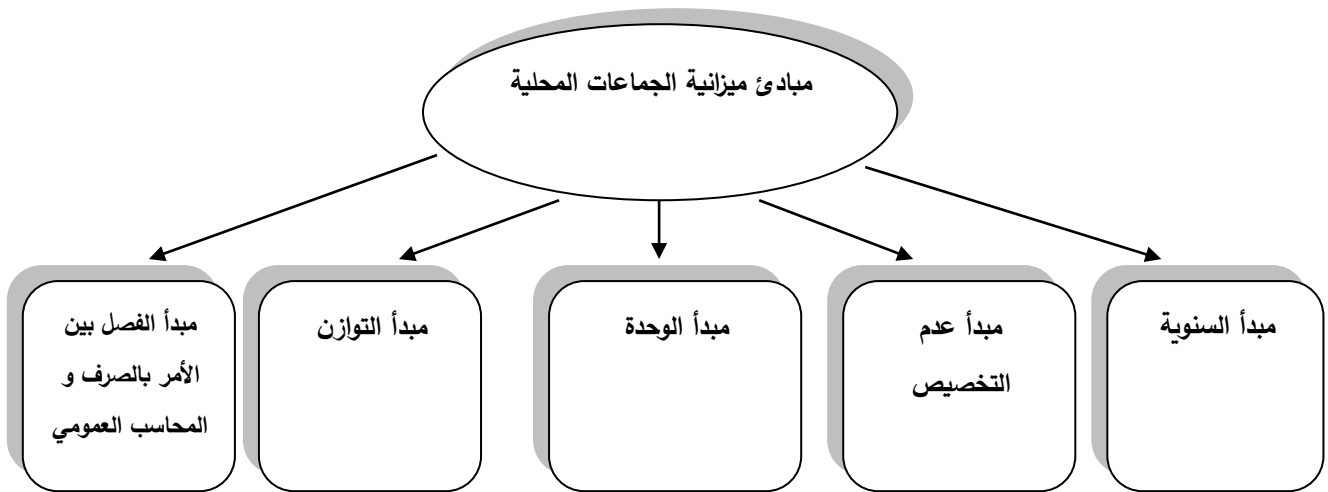 مبادئ ميزانية الجماعات المحلية
مبدأ السنوية
مبدأ عدم
التخصيص
مبدأ الوحدة
مبدأ التوازن
مبدأ الفصل بين
الأمر بالصرف و
المحاسب العمومي